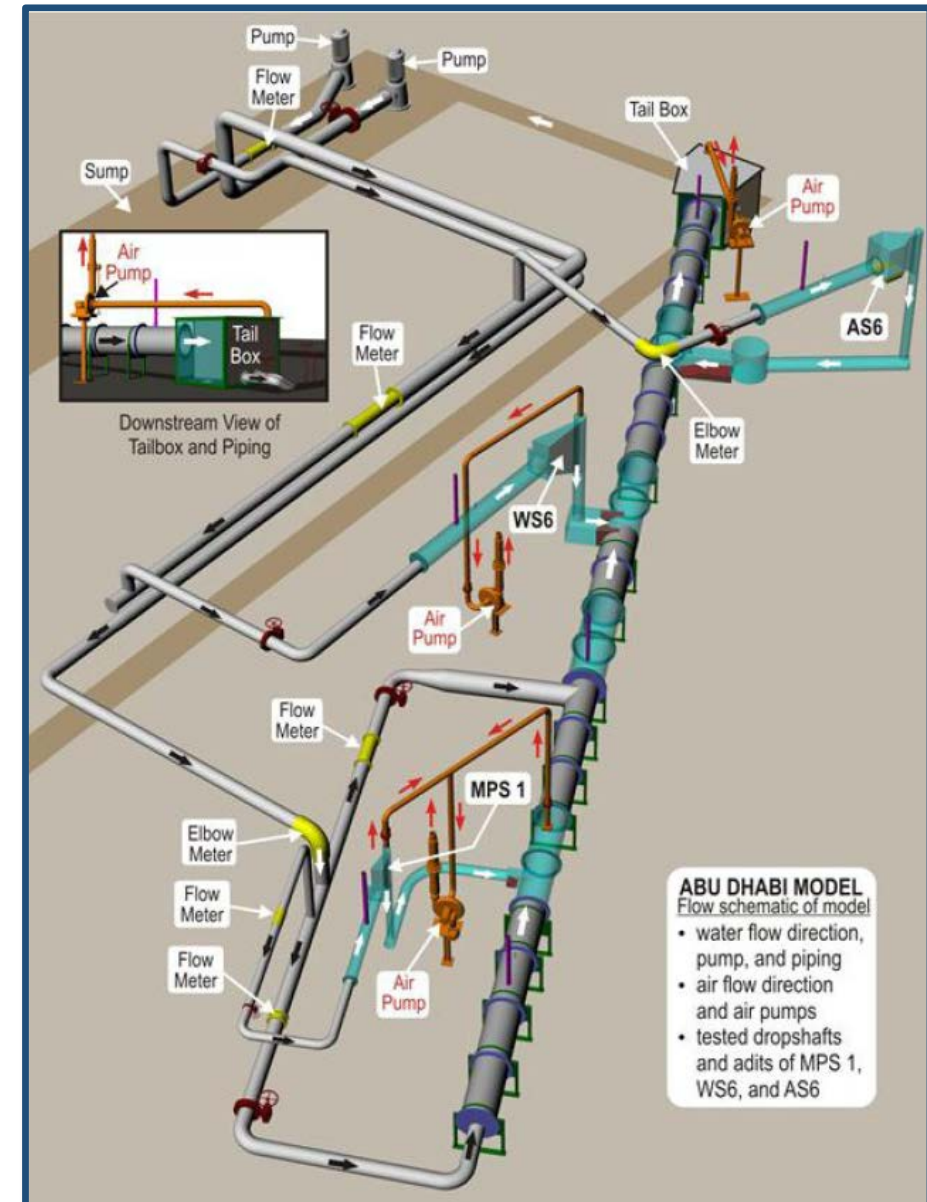 Pump
Pump
Flow
Meter
Tail Box
Sump
Air
Pump
Air
Pump
AS6
Tail
Box
Flow
Meter
Downstream View of
Tailbox and Piping
Elbow
Meter
WS6
Air
Pump
Flow
Meter
MPS 1
Elbow
Meter
Flow
Meter
Flow
Meter
Air
Pump
ABU DHABI MODEL
Flow schematic of model
• water flow direction,
pump, and piping
• air flow direction
and air pumps
• tested dropshafts
and adits of MPS 1,
WS6, and AS6